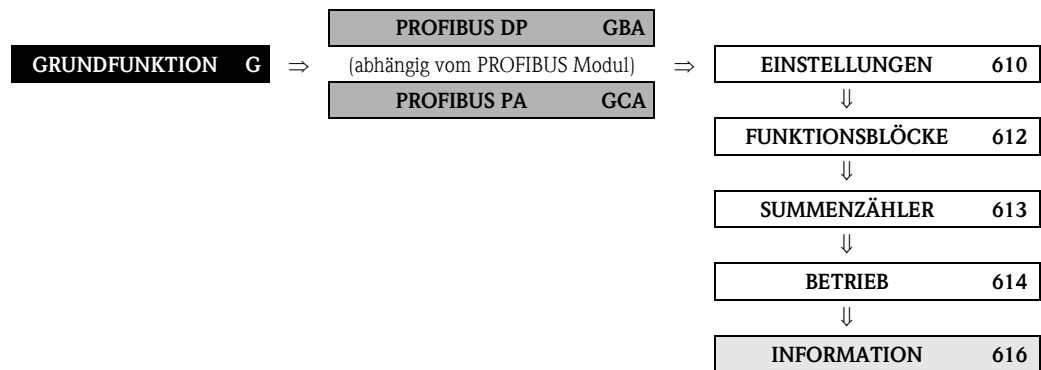 PROFIBUS DP GBA
GRUNDFUNKTION G ⇒ (abhängig vom PROFIBUS Modul) ⇒ EINSTELLUNGEN 610
PROFIBUS PA GCA
⇓
FUNKTIONSBLÖCKE 612
⇓
SUMMENZÄHLER 613
⇓
BETRIEB 614
⇓
INFORMATION 616